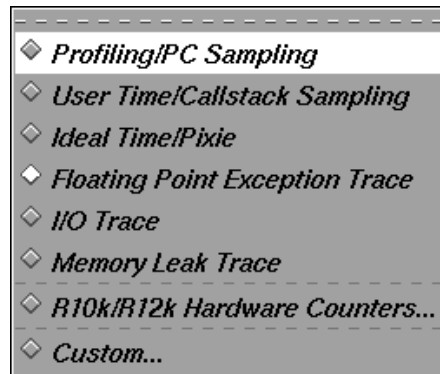 Profiling/PC Sampling
User Time/Callstack Sampling
Ideal Time/Pixie
Floating Point Exception Trace
I/O Trace
Memory Leak Trace
R10k/R12k Hardware Counters...
Custom...